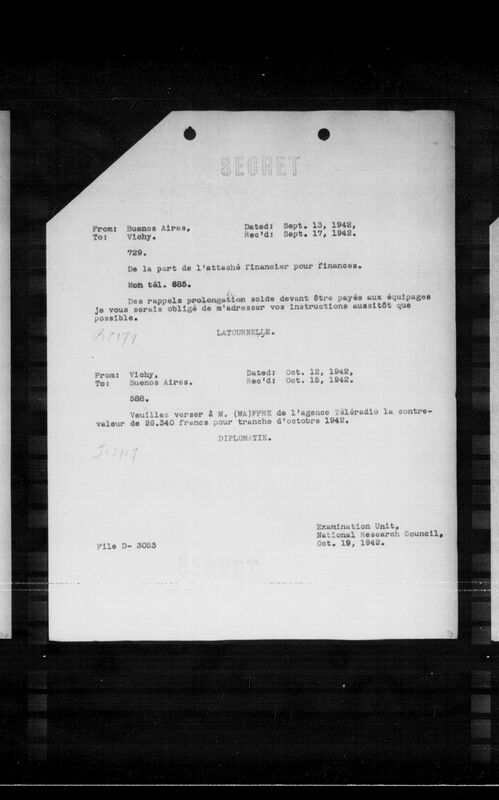 SECRET
From: Buenos Aires, Dated: Sept. 13, 1942,
To: Vichy. Rec'd: Sept. 17, 1942.
729.
De la part de l'attaché financier pour finances.
Mon tél. 685.
Des rappels prolongation solde devant être payés aux équipages
je vous serais obligé de m'adresser vos instructions aussitôt que
possible.
LATOURNELLE.
From: Vichy, Dated: Oct. 12, 1942,
To: Buenos Aires. Rec'd: Oct. 15, 1942.
588.
Veuillez verser à M. (MA)FFRE de l'agence Téléradio la contre-
valeur de 26.340 francs pour tranche d'octobre 1942.
DIPLOMATIE.
Examination Unit,
National Research Council,
File D- 3053 Oct. 19, 1942.
SECRET